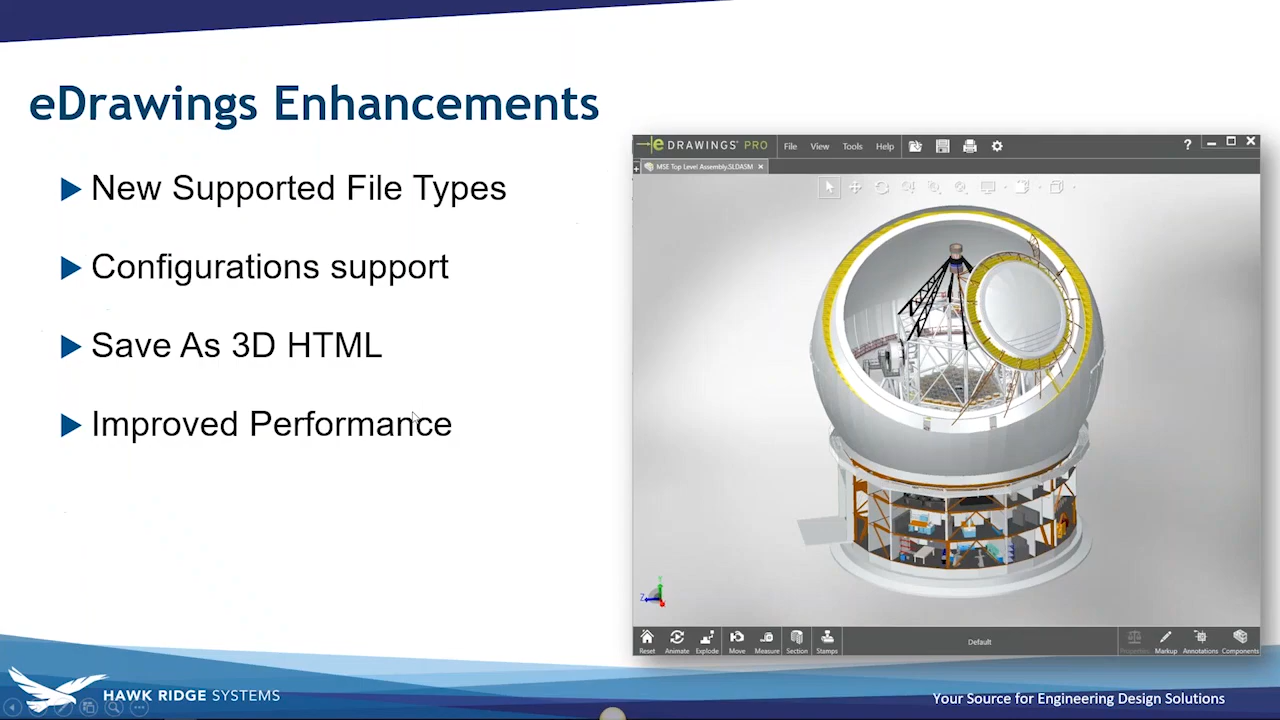 eDrawings Enhancements
New Supported File Types
Configurations support
Save As 3D HTML
Improved Performance
eDRAWINGS® PRO
File View Tools Help
?
MSE Top Level Assembly.SLDASM
Y
Z
Reset Animate Explode Move Measure Section Stamps
Default
Properties Markup Annotations Components
HAWK RIDGE SYSTEMS
Your Source for Engineering Design Solutions